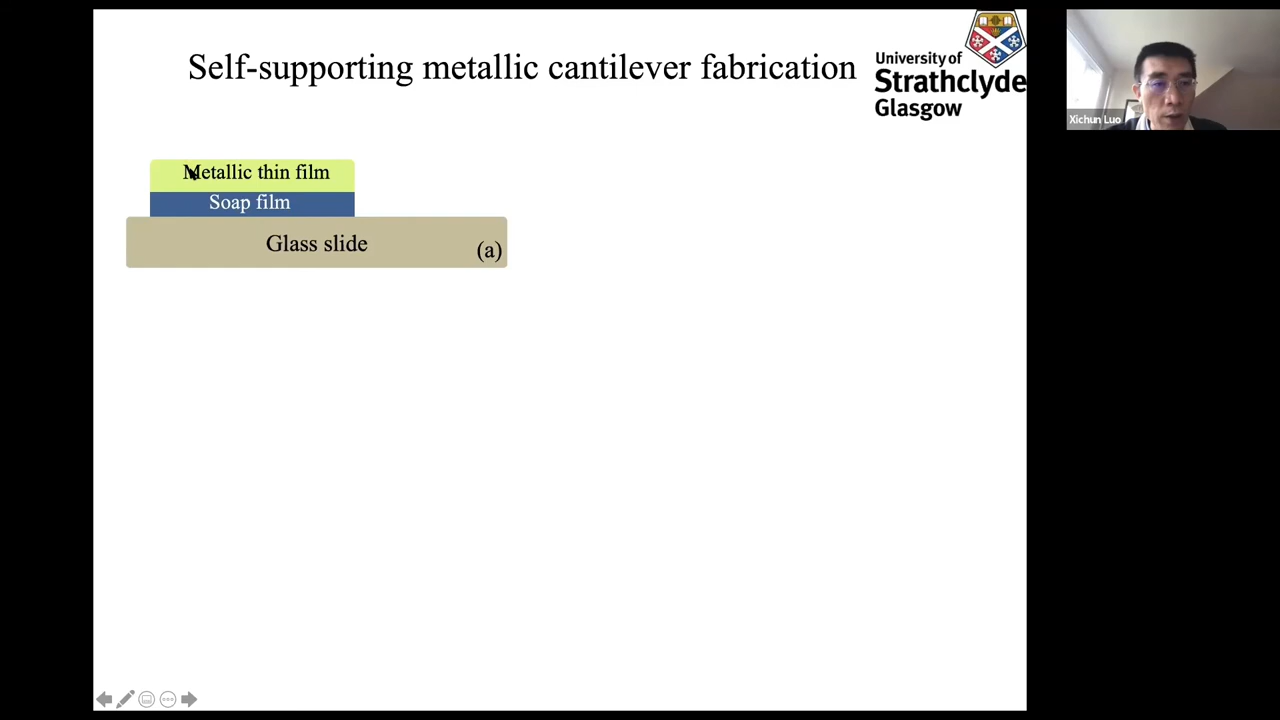 Self-supporting metallic cantilever fabrication
University of
Strathclyde
Glasgow
Xichun Luo
Metallic thin film
Soap film
Glass slide
(a)